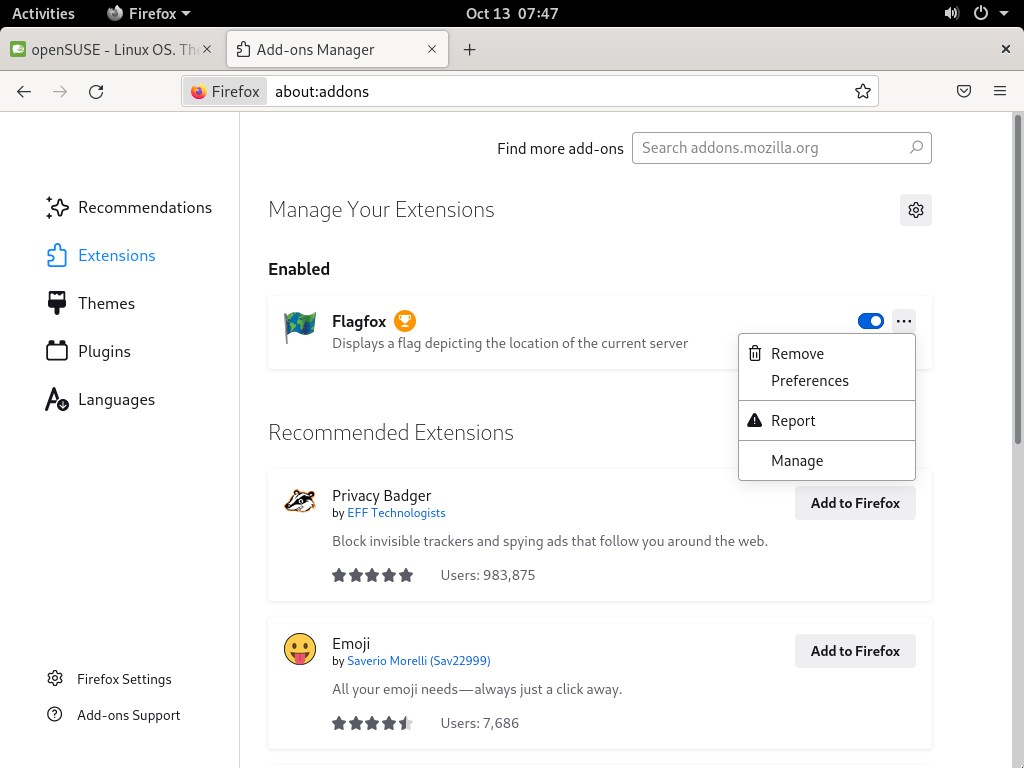 Activities
Firefox
Oct 13 07:47
openSUSE - Linux OS. Th
Add-ons Manager
Firefox
about:addons
Find more add-ons
Search addons.mozilla.org
Recommendations
Extensions
Themes
Plugins
Languages
Firefox Settings
Add-ons Support
Manage Your Extensions
Enabled
Flagfox
Displays a flag depicting the location of the current server
Remove
Preferences
Report
Manage
Recommended Extensions
Privacy Badger
by EFF Technologists
Add to Firefox
Block invisible trackers and spying ads that follow you around the web.
Users: 983,875
Emoji
by Saverio Morelli (Sav22999)
Add to Firefox
All your emoji needs—always just a click away.
Users: 7,686